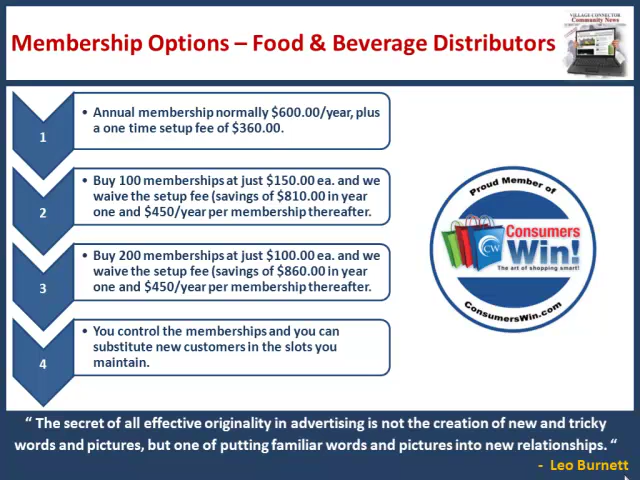 VILLAGE-CONNECTOR
Community News
Membership Options – Food & Beverage Distributors
1
• Annual membership normally $600.00/year, plus
a one time setup fee of $360.00.
2
• Buy 100 memberships at just $150.00 ea. and we
waive the setup fee (savings of $810.00 in year
one and $450/year per membership thereafter.
3
• Buy 200 memberships at just $100.00 ea. and we
waive the setup fee (savings of $860.00 in year
one and $450/year per membership thereafter.
4
• You control the memberships and you can
substitute new customers in the slots you
maintain.
Proud Member of
CW
Consumers
Win!
The art of shopping smart!
ConsumersWin.com
“ The secret of all effective originality in advertising is not the creation of new and tricky
words and pictures, but one of putting familiar words and pictures into new relationships. “
- Leo Burnett